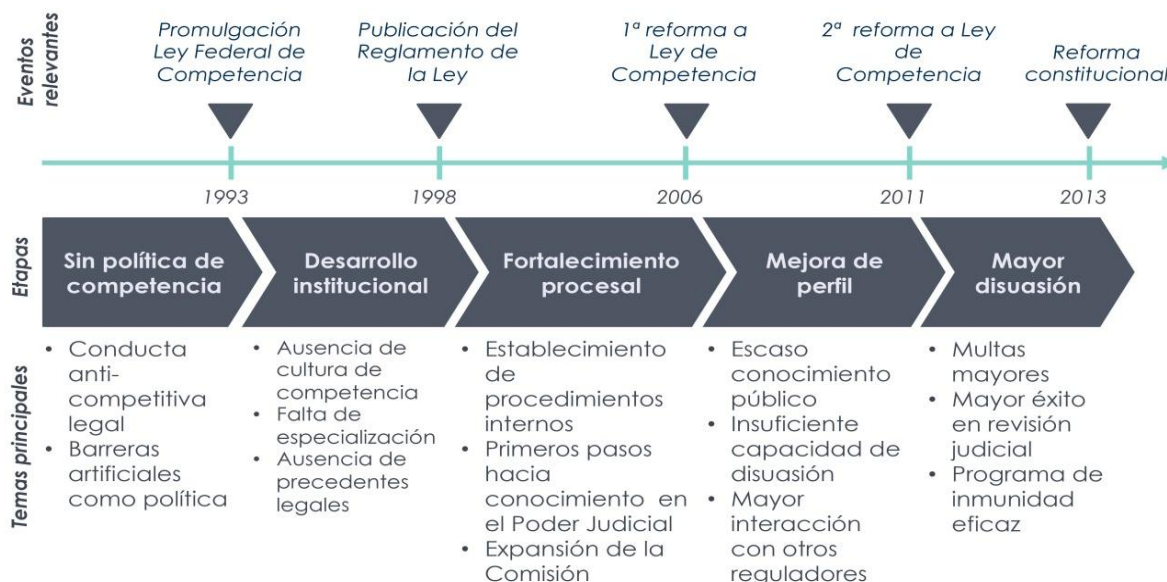 Eventos
relevantes
Promulgación
Ley Federal de
Competencia
Publicación del
Reglamento de
la Ley
1ª reforma a
Ley de
Competencia
2ª reforma a Ley
de
Competencia
Reforma
constitucional
1993
1998
2006
2011
2013
Etapas
Sin política de
competencia
Desarrollo
institucional
Fortalecimiento
procesal
Mejora de
perfil
Mayor
disuasión
Temas principales
• Conducta
anti-
competitiva
legal
• Barreras
artificiales
como política
• Ausencia de
cultura de
competencia
• Falta de
especialización
• Ausencia de
precedentes
legales
• Establecimiento
de
procedimientos
internos
• Primeros pasos
hacia
conocimiento en
el Poder Judicial
• Expansión de la
Comisión
• Escaso
conocimiento
público
• Insuficiente
capacidad de
disuasión
• Mayor
interacción
con otros
reguladores
• Multas
mayores
• Mayor éxito
en revisión
judicial
• Programa de
inmunidad
eficaz